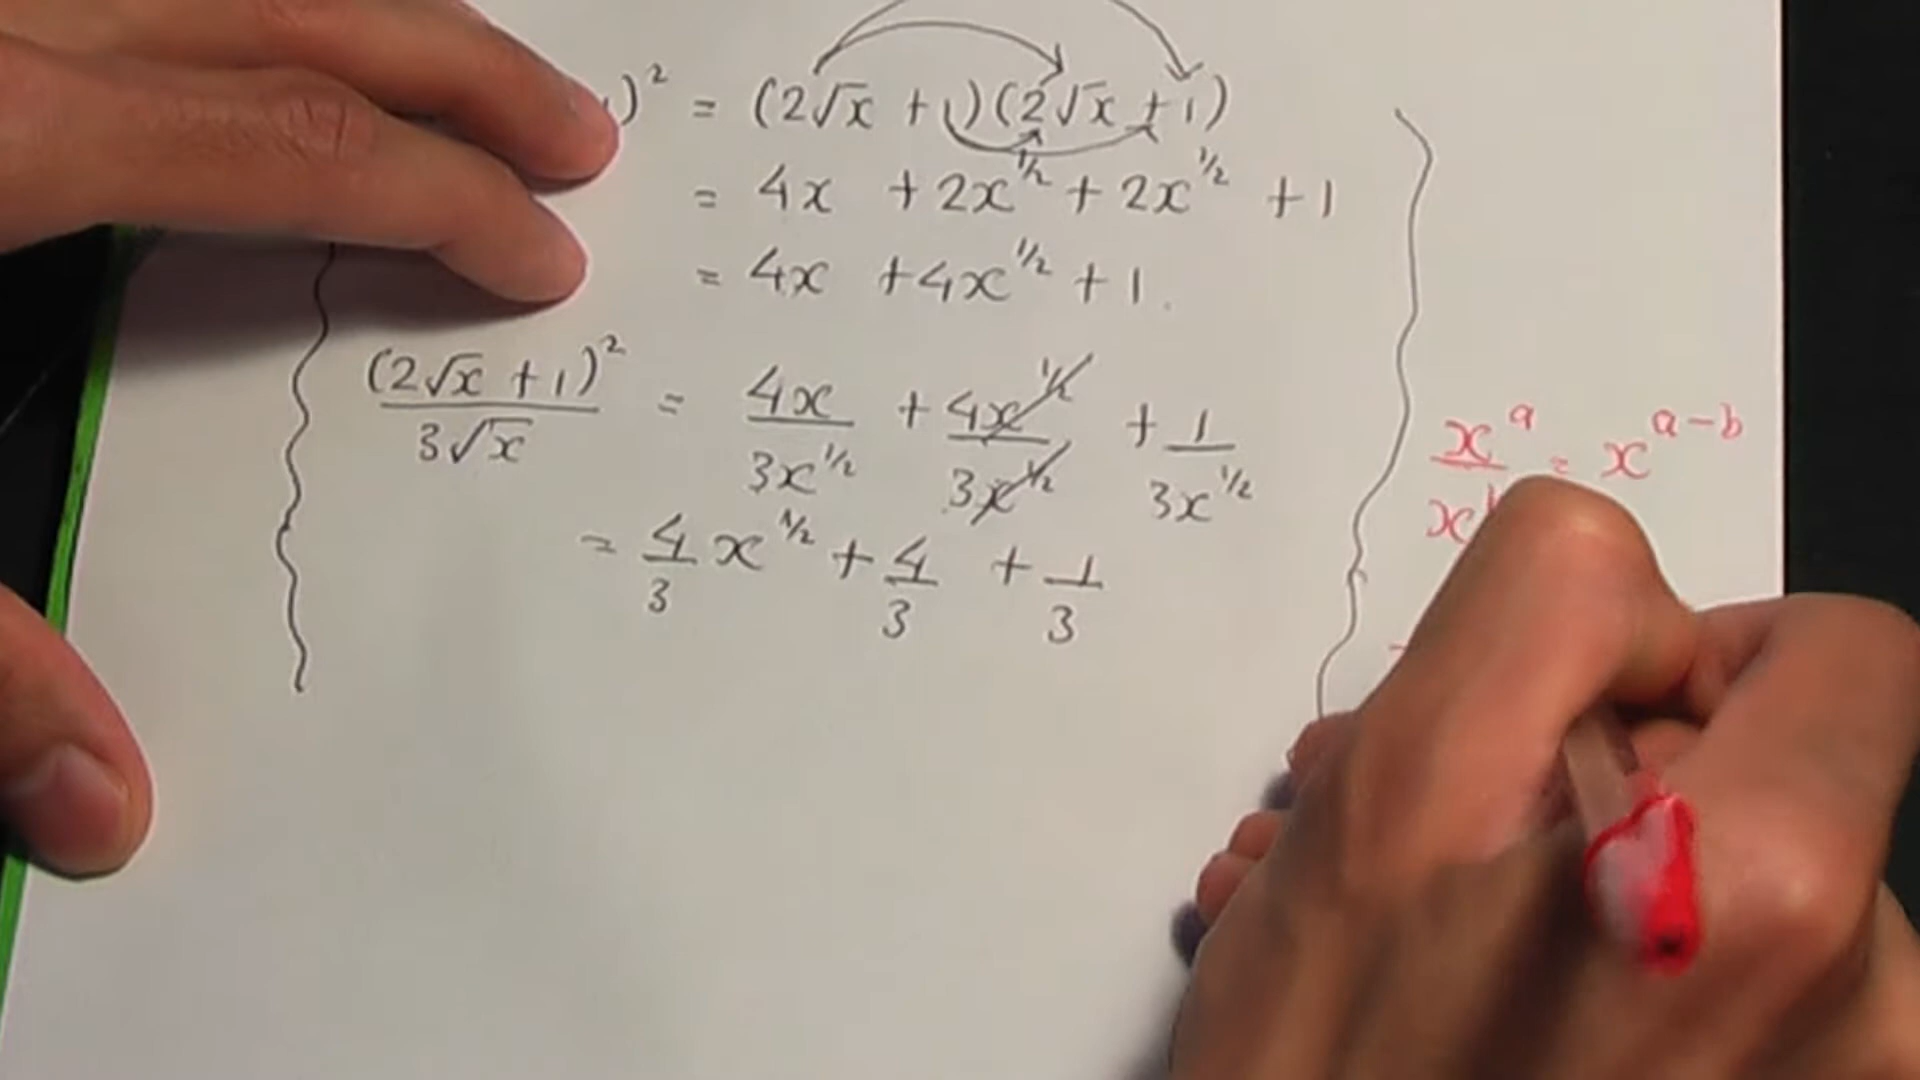 )² = (2√x + 1)(2√x + 1)
= 4x + 2x^1/2 + 2x^1/2 + 1
= 4x + 4x^1/2 + 1.
(2√x + 1)²/3√x = 4x/3x^1/2 + 4x^1/2/3x^1/2 + 1/3x^1/2
= 4/3 x^1/2 + 4/3 + 1/3
x^a/x = x^a-b